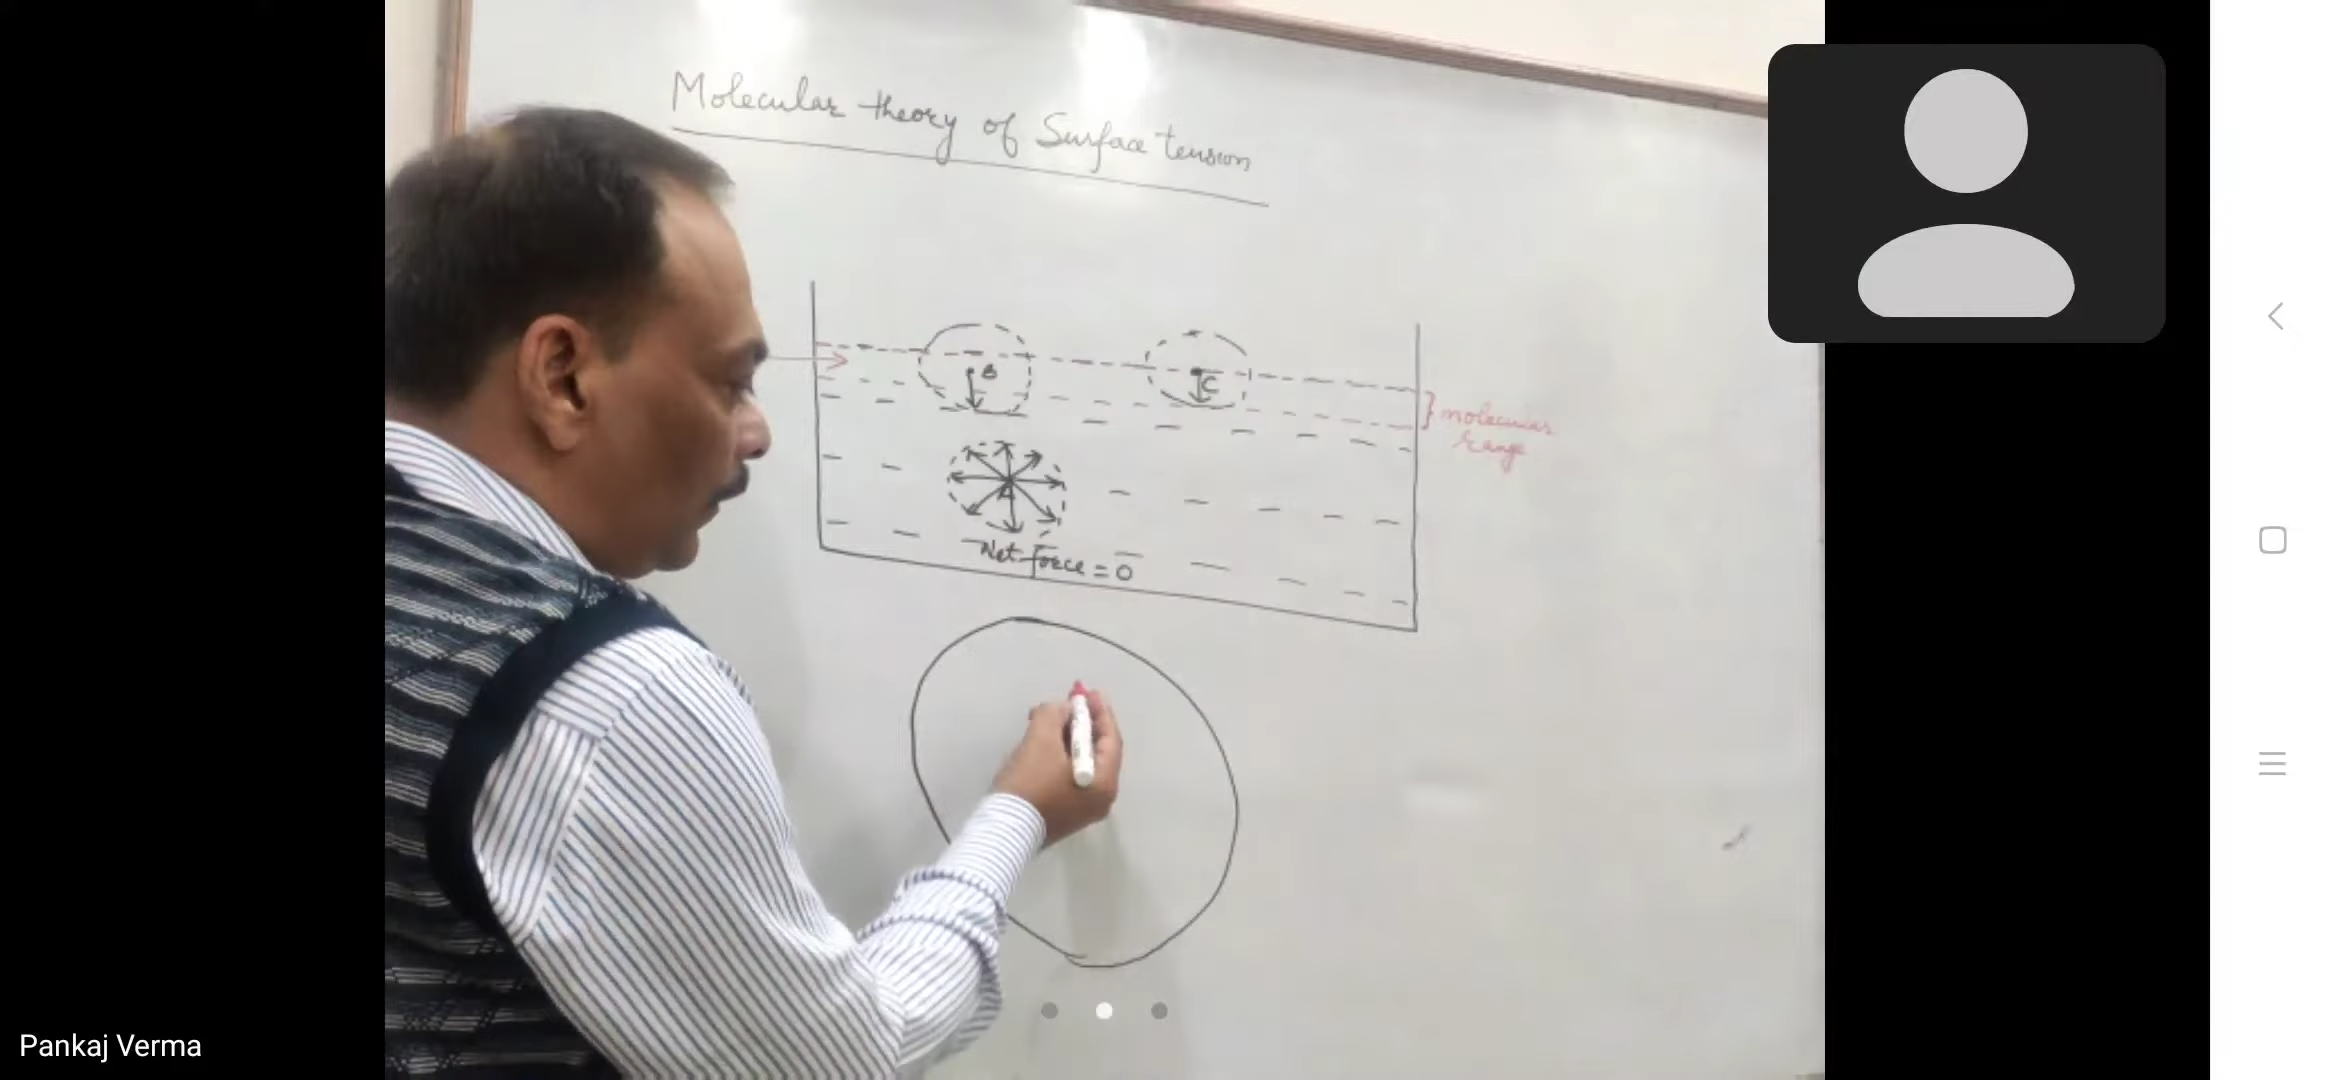 Molecular theory of Surface tension
B
C
molecular
range
A
Net force = 0
Pankaj Verma